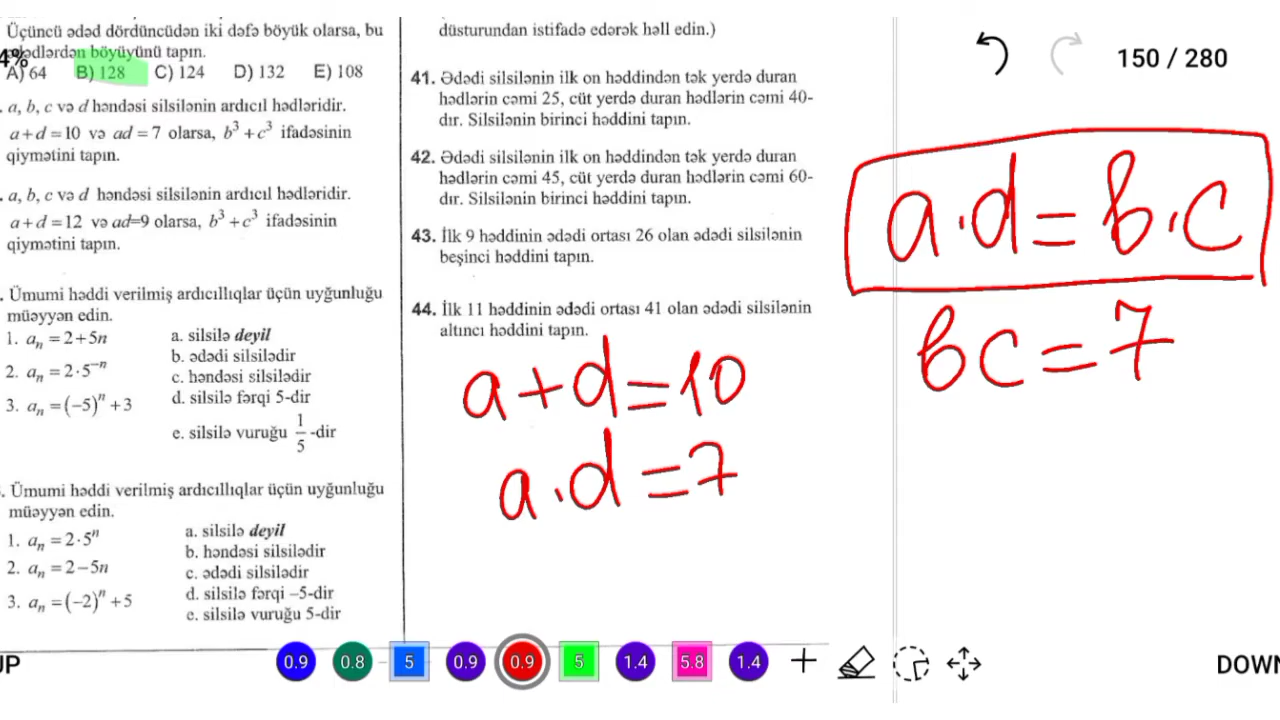 Üçüncü ədəd dördüncüdən iki dəfə böyük olarsa, bu
ədədlərdən böyüyünü tapın.
4%
A) 64 B) 128 C) 124 D) 132 E) 108
. a, b, c və d həndəsi silsilənin ardıcıl hədləridir.
a+d=10 və ad=7 olarsa, b³+c³ ifadəsinin
qiymətini tapın.
. a, b, c və d həndəsi silsilənin ardıcıl hədləridir.
a+d=12 və ad=9 olarsa, b³+c³ ifadəsinin
qiymətini tapın.
. Ümumi həddi verilmiş ardıcıllıqlar üçün uyğunluğu
müəyyən edin.
1. aₙ=2+5n a. silsilə deyil
b. ədədi silsilədir
2. aₙ=2·5⁻ⁿ c. həndəsi silsilədir
3. aₙ=(−5)ⁿ+3 d. silsilə fərqi 5-dir
e. silsilə vuruğu 1/5-dir
. Ümumi həddi verilmiş ardıcıllıqlar üçün uyğunluğu
müəyyən edin.
1. aₙ=2·5ⁿ a. silsilə deyil
b. həndəsi silsilədir
2. aₙ=2−5n c. ədədi silsilədir
3. aₙ=(−2)ⁿ+5 d. silsilə fərqi −5-dir
e. silsilə vuruğu 5-dir
düsturundan istifadə edərək həll edin.)
41. Ədədi silsilənin ilk on həddindən tək yerdə duran
hədlərin cəmi 25, cüt yerdə duran hədlərin cəmi 40-
dır. Silsilənin birinci həddini tapın.
42. Ədədi silsilənin ilk on həddindən tək yerdə duran
hədlərin cəmi 45, cüt yerdə duran hədlərin cəmi 60-
dır. Silsilənin birinci həddini tapın.
43. İlk 9 həddinin ədədi ortası 26 olan ədədi silsilənin
beşinci həddini tapın.
44. İlk 11 həddinin ədədi ortası 41 olan ədədi silsilənin
altıncı həddini tapın.
a+d=10
a·d=7
150 / 280
a·d=b·c
bc=7
UP 0.9 0.8 5 0.9 0.9 5 1.4 5.8 1.4 DOWN